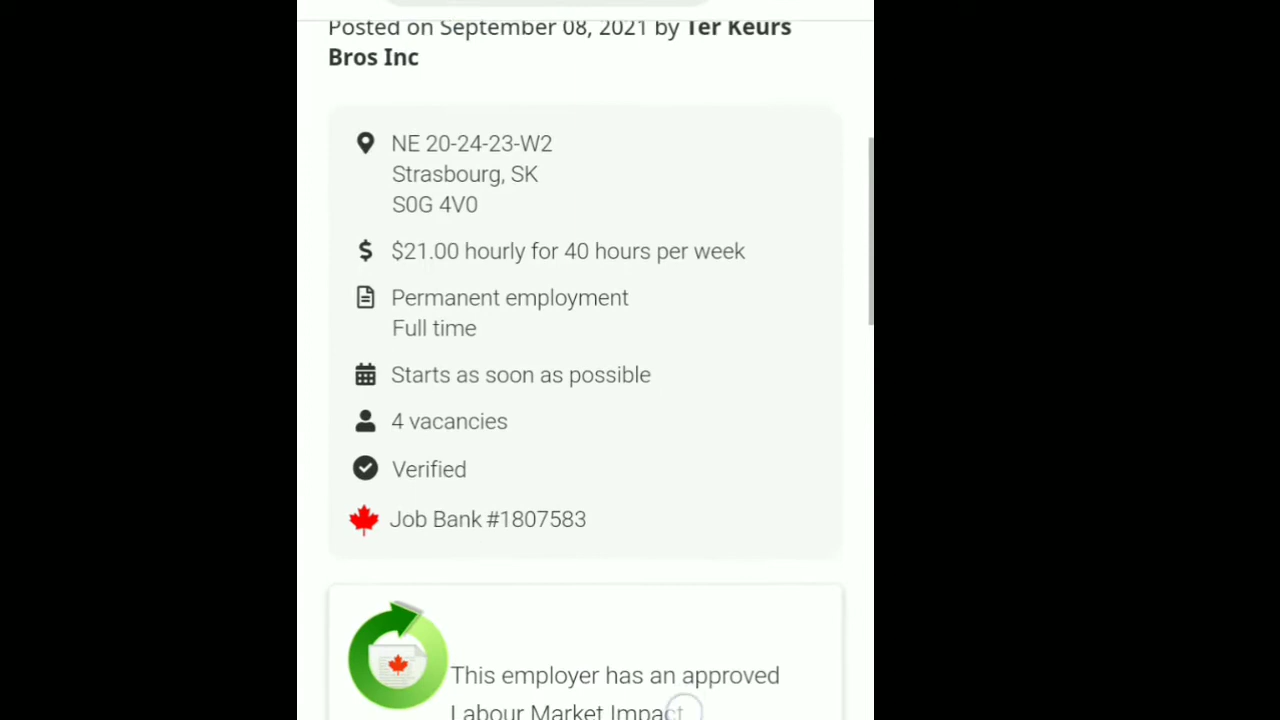 Posted on September 08, 2021 by Ter Keurs
Bros Inc
NE 20-24-23-W2
Strasbourg, SK
S0G 4V0
$21.00 hourly for 40 hours per week
Permanent employment
Full time
Starts as soon as possible
4 vacancies
Verified
Job Bank #1807583
This employer has an approved
Labour Market Impact